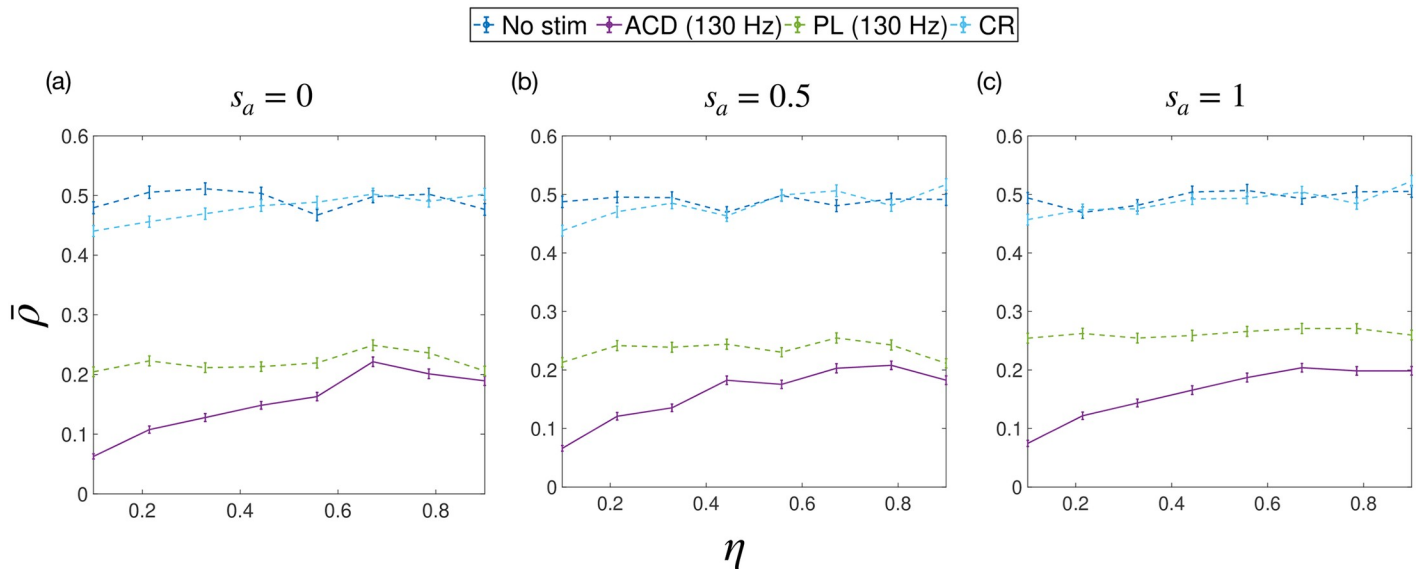 No stim ACD (130 Hz) PL (130 Hz) CR
(a) (b) (c)
s_a = 0 s_a = 0.5 s_a = 1
0.6 0.6 0.6
0.5 0.5 0.5
0.4 0.4 0.4
0.3 0.3 0.3
0.2 0.2 0.2
0.1 0.1 0.1
0 0 0
0.2 0.4 0.6 0.8 0.2 0.4 0.6 0.8 0.2 0.4 0.6 0.8
ρ̄
η